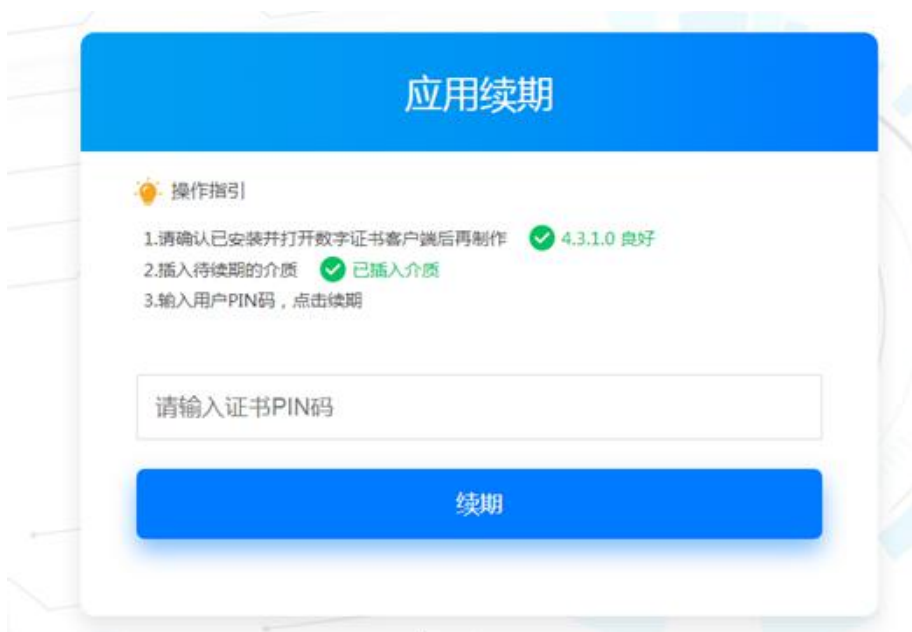 应用续期
操作指引
1.请确认已安装并打开数字证书客户端后再制作 4.3.1.0 良好
2.插入待续期的介质 已插入介质
3.输入用户PIN码，点击续期
请输入证书PIN码
续期